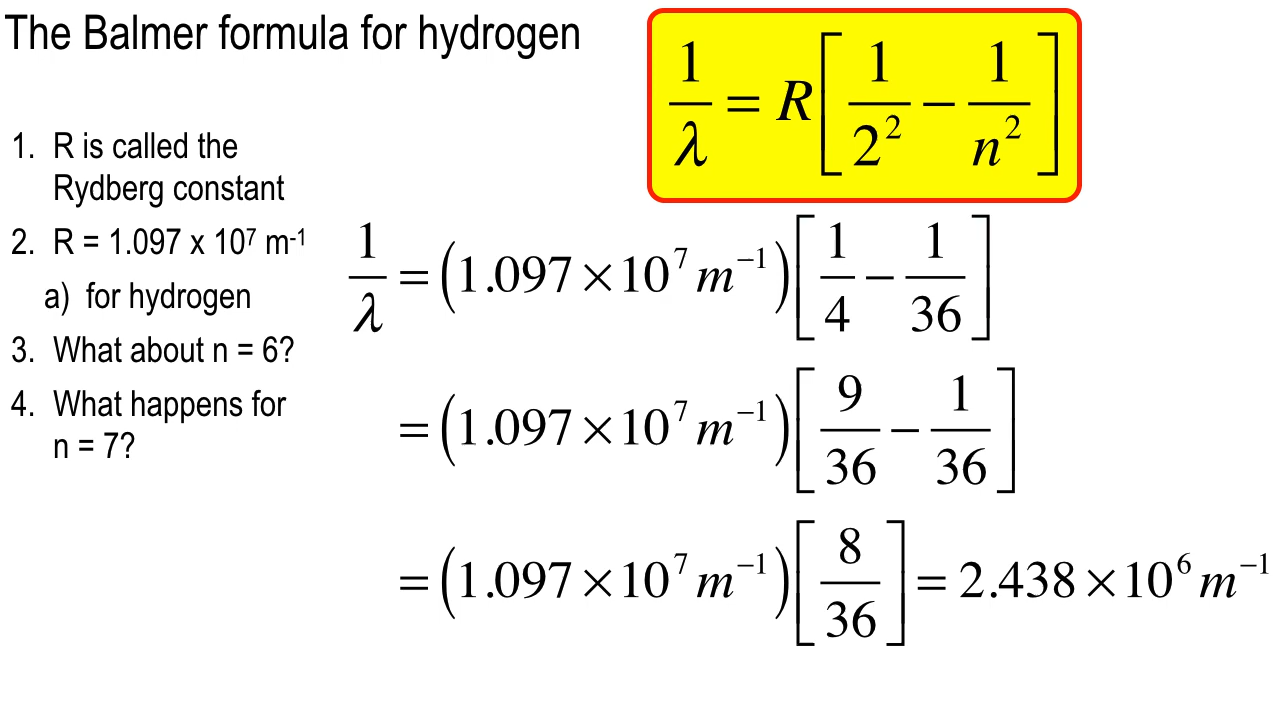 The Balmer formula for hydrogen
1/λ = R[1/2² − 1/n²]
1. R is called the
Rydberg constant
2. R = 1.097 x 10⁷ m⁻¹
a) for hydrogen
3. What about n = 6?
4. What happens for
n = 7?
1/λ = (1.097 × 10⁷ m⁻¹)[1/4 − 1/36]
= (1.097 × 10⁷ m⁻¹)[9/36 − 1/36]
= (1.097 × 10⁷ m⁻¹)[8/36] = 2.438 × 10⁶ m⁻¹